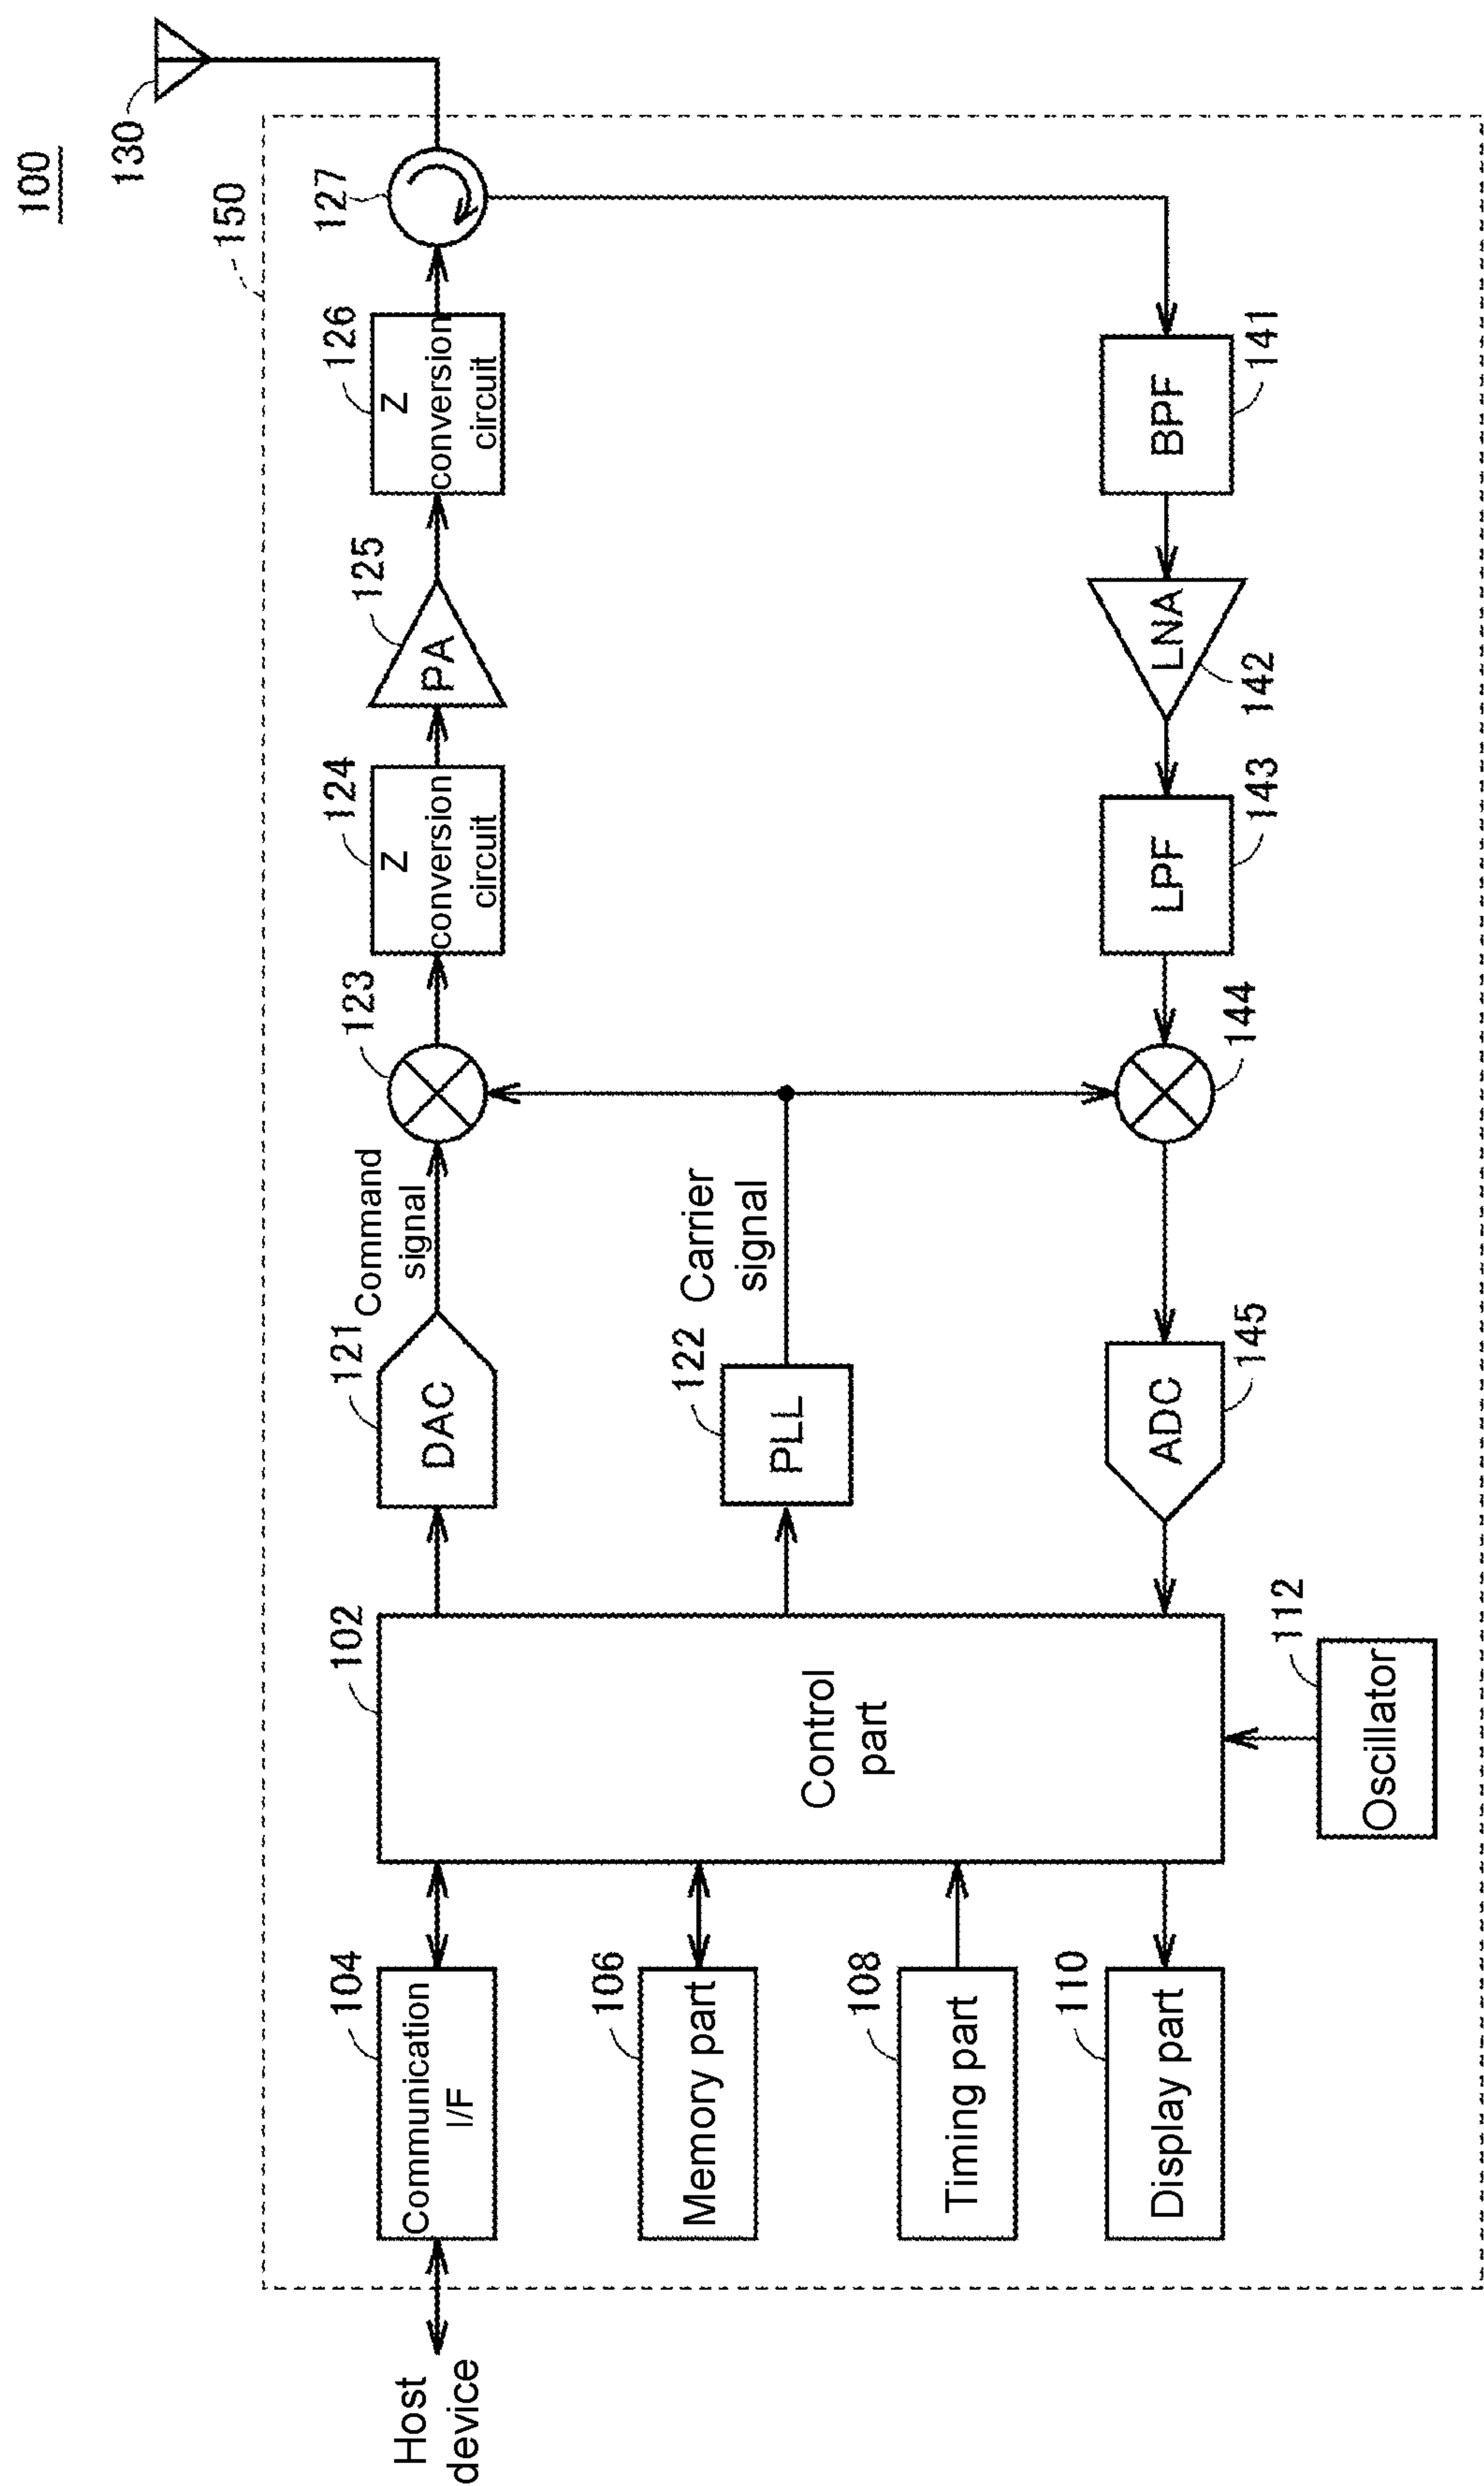 100
130
150
127
126
Z
conversion
circuit
125
PA
124
Z
conversion
circuit
123
Command
signal
121
DAC
122
PLL
Carrier
signal
141
BPF
142
LNA
143
LPF
144
145
ADC
102
Control
part
112
Oscillator
104
Communication
I/F
106
Memory part
108
Timing part
110
Display part
Host
device